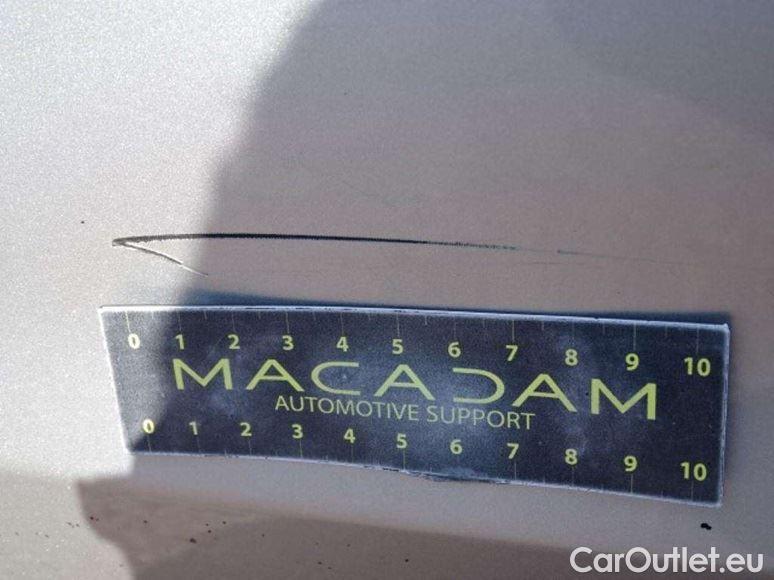 0 1 2 3 4 5 6 7 8 9 10
MACADAM
AUTOMOTIVE SUPPORT
0 1 2 3 4 5 6 7 8 9 10
CarOutlet.eu